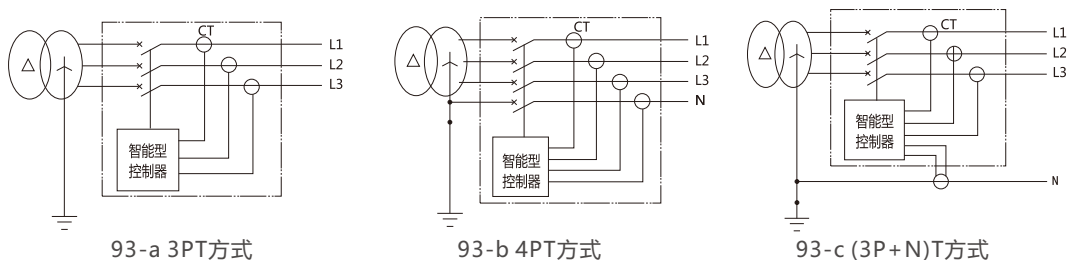 CT
L1
L2
L3
智能型
控制器
93-a 3PT方式
CT
L1
L2
L3
N
智能型
控制器
93-b 4PT方式
CT
L1
L2
L3
智能型
控制器
N
93-c (3P+N)T方式